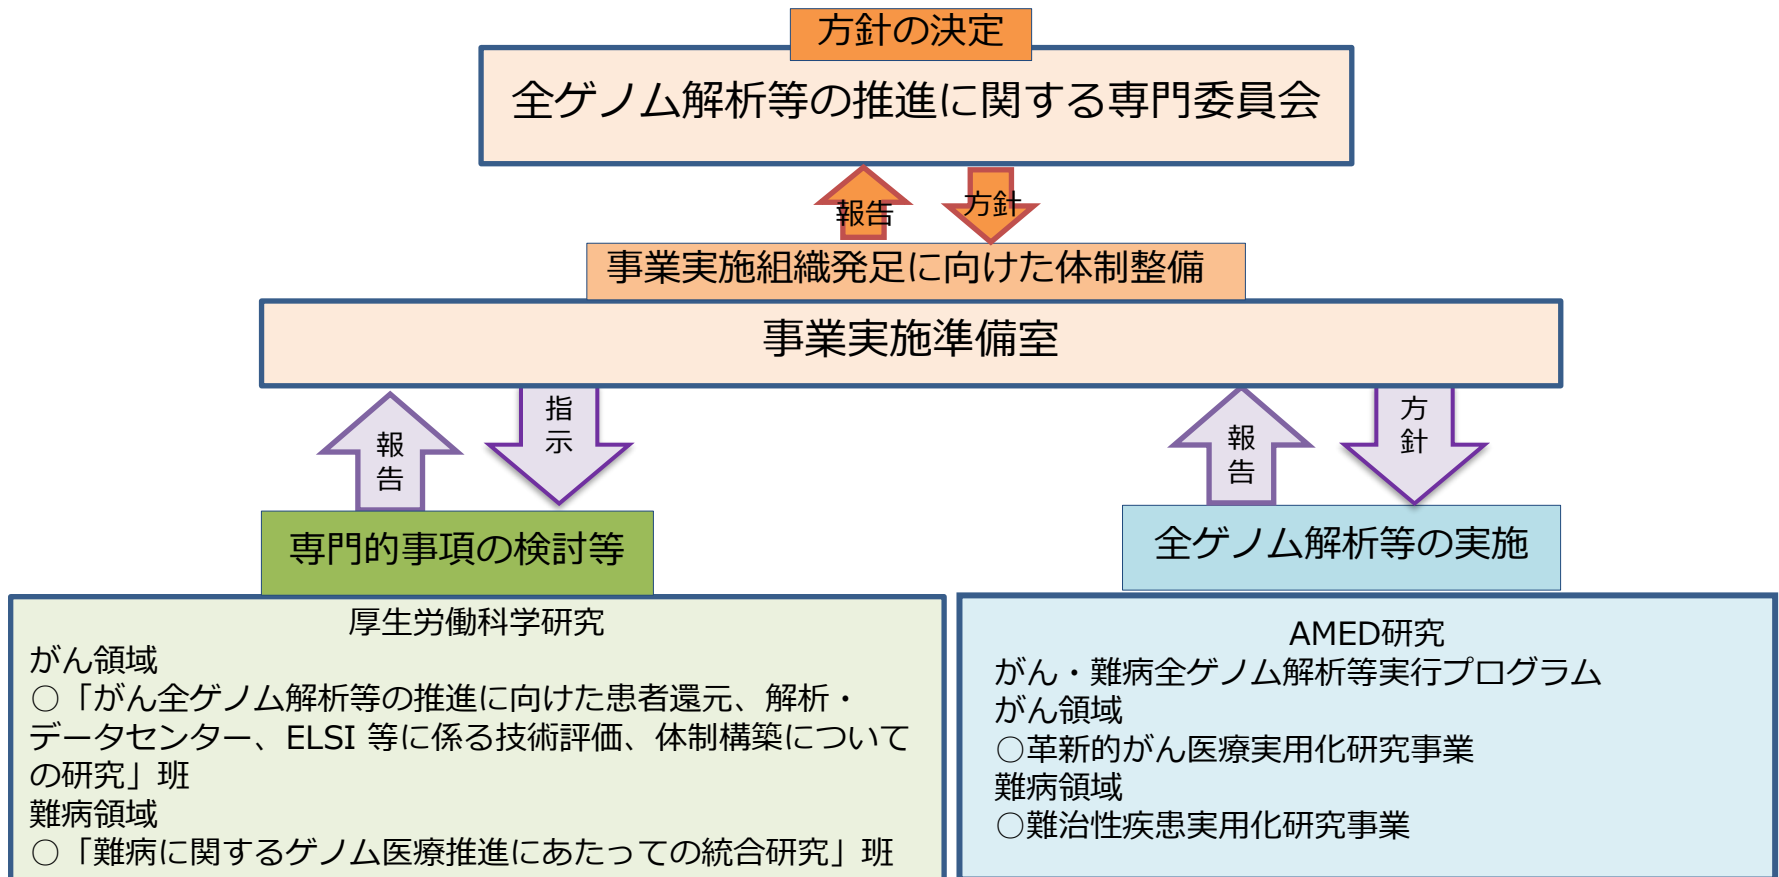 方針の決定
全ゲノム解析等の推進に関する専門委員会
報告
方針
事業実施組織発足に向けた体制整備
事業実施準備室
報告
指示
報告
方針
専門的事項の検討等
全ゲノム解析等の実施
厚生労働科学研究
がん領域
○「がん全ゲノム解析等の推進に向けた患者還元、解析・
データセンター、ELSI 等に係る技術評価、体制構築について
の研究」班
難病領域
○「難病に関するゲノム医療推進にあたっての統合研究」班
AMED研究
がん・難病全ゲノム解析等実行プログラム
がん領域
○革新的がん医療実用化研究事業
難病領域
○難治性疾患実用化研究事業